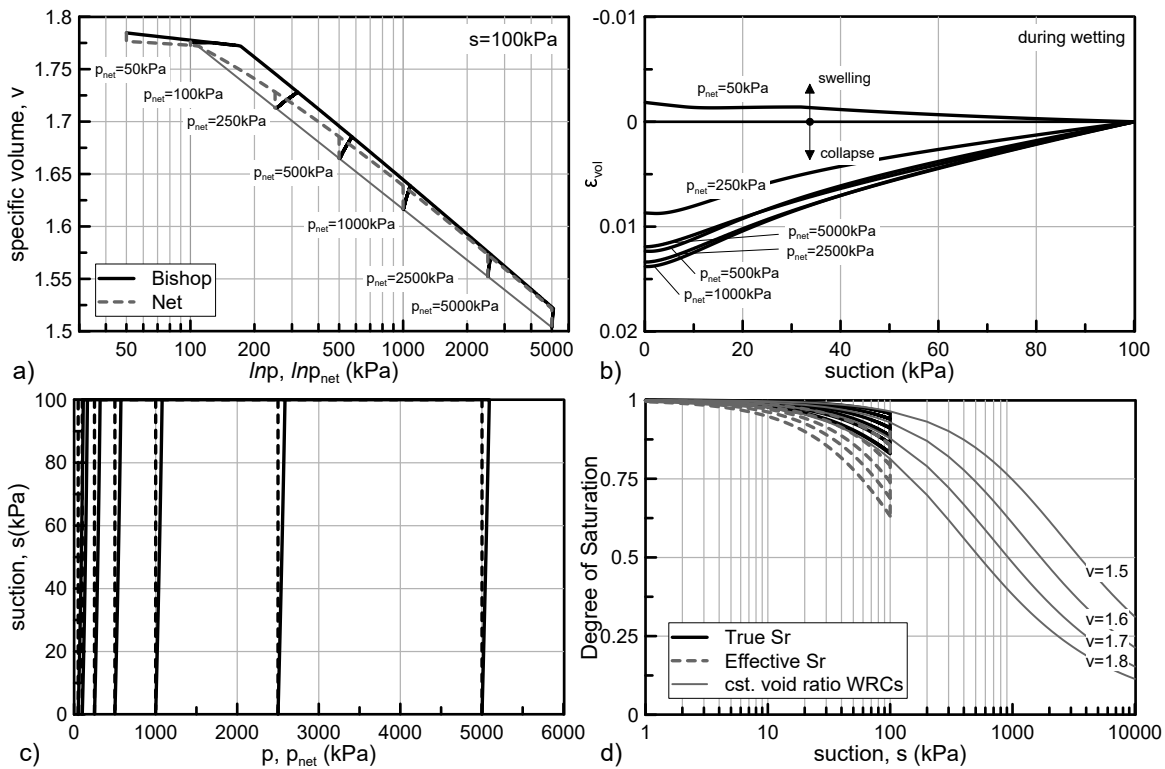 1.8
1.75
1.7
1.65
1.6
1.55
1.5
specific volume, v
s=100kPa
p_net=50kPa
p_net=100kPa
p_net=250kPa
p_net=500kPa
p_net=1000kPa
p_net=2500kPa
p_net=5000kPa
Bishop
Net
50 100 200 500 1000 2000 5000
a)
lnp, lnp_net (kPa)
-0.01
0
0.01
0.02
ε_vol
during wetting
p_net=50kPa
swelling
collapse
p_net=250kPa
p_net=5000kPa
p_net=2500kPa
p_net=500kPa
p_net=1000kPa
0 20 40 60 80 100
b)
suction (kPa)
100
80
60
40
20
0
suction, s(kPa)
0 1000 2000 3000 4000 5000 6000
c)
p, p_net (kPa)
1
0.75
0.5
0.25
0
Degree of Saturation
v=1.5
v=1.6
v=1.7
v=1.8
True Sr
Effective Sr
cst. void ratio WRCs
1 10 100 1000 10000
d)
suction, s (kPa)